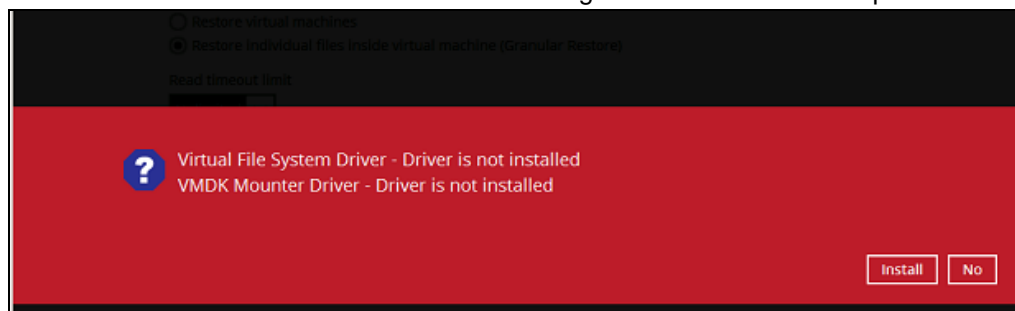 Restore virtual machines
Restore individual files inside virtual machine (Granular Restore)
Read timeout limit
?
Virtual File System Driver - Driver is not installed
VMDK Mounter Driver - Driver is not installed
Install No